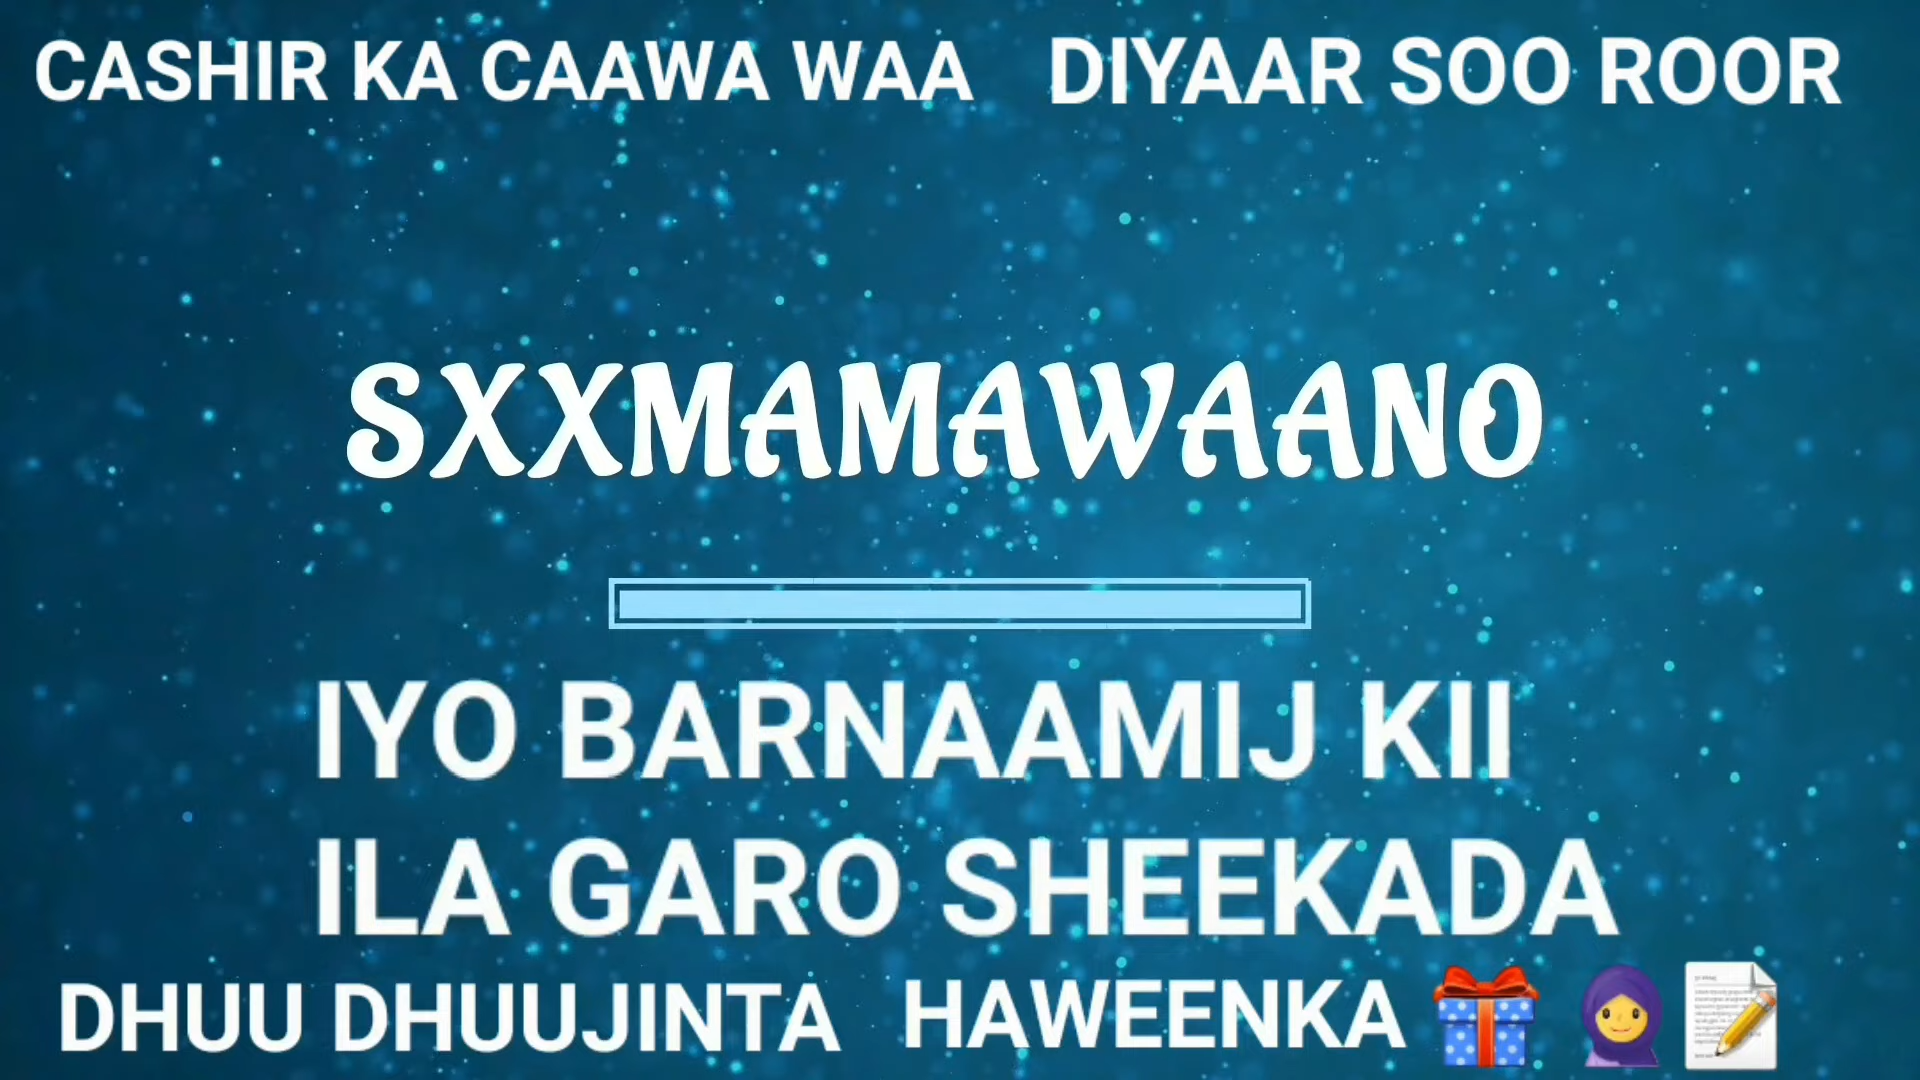 CASHIR KA CAAWA WAA DIYAAR SOO ROOR
SXXMAMAWAANO
IYO BARNAAMIJ KII
ILA GARO SHEEKADA
DHUU DHUUJINTA HAWEENKA 🎁 🧕 📝